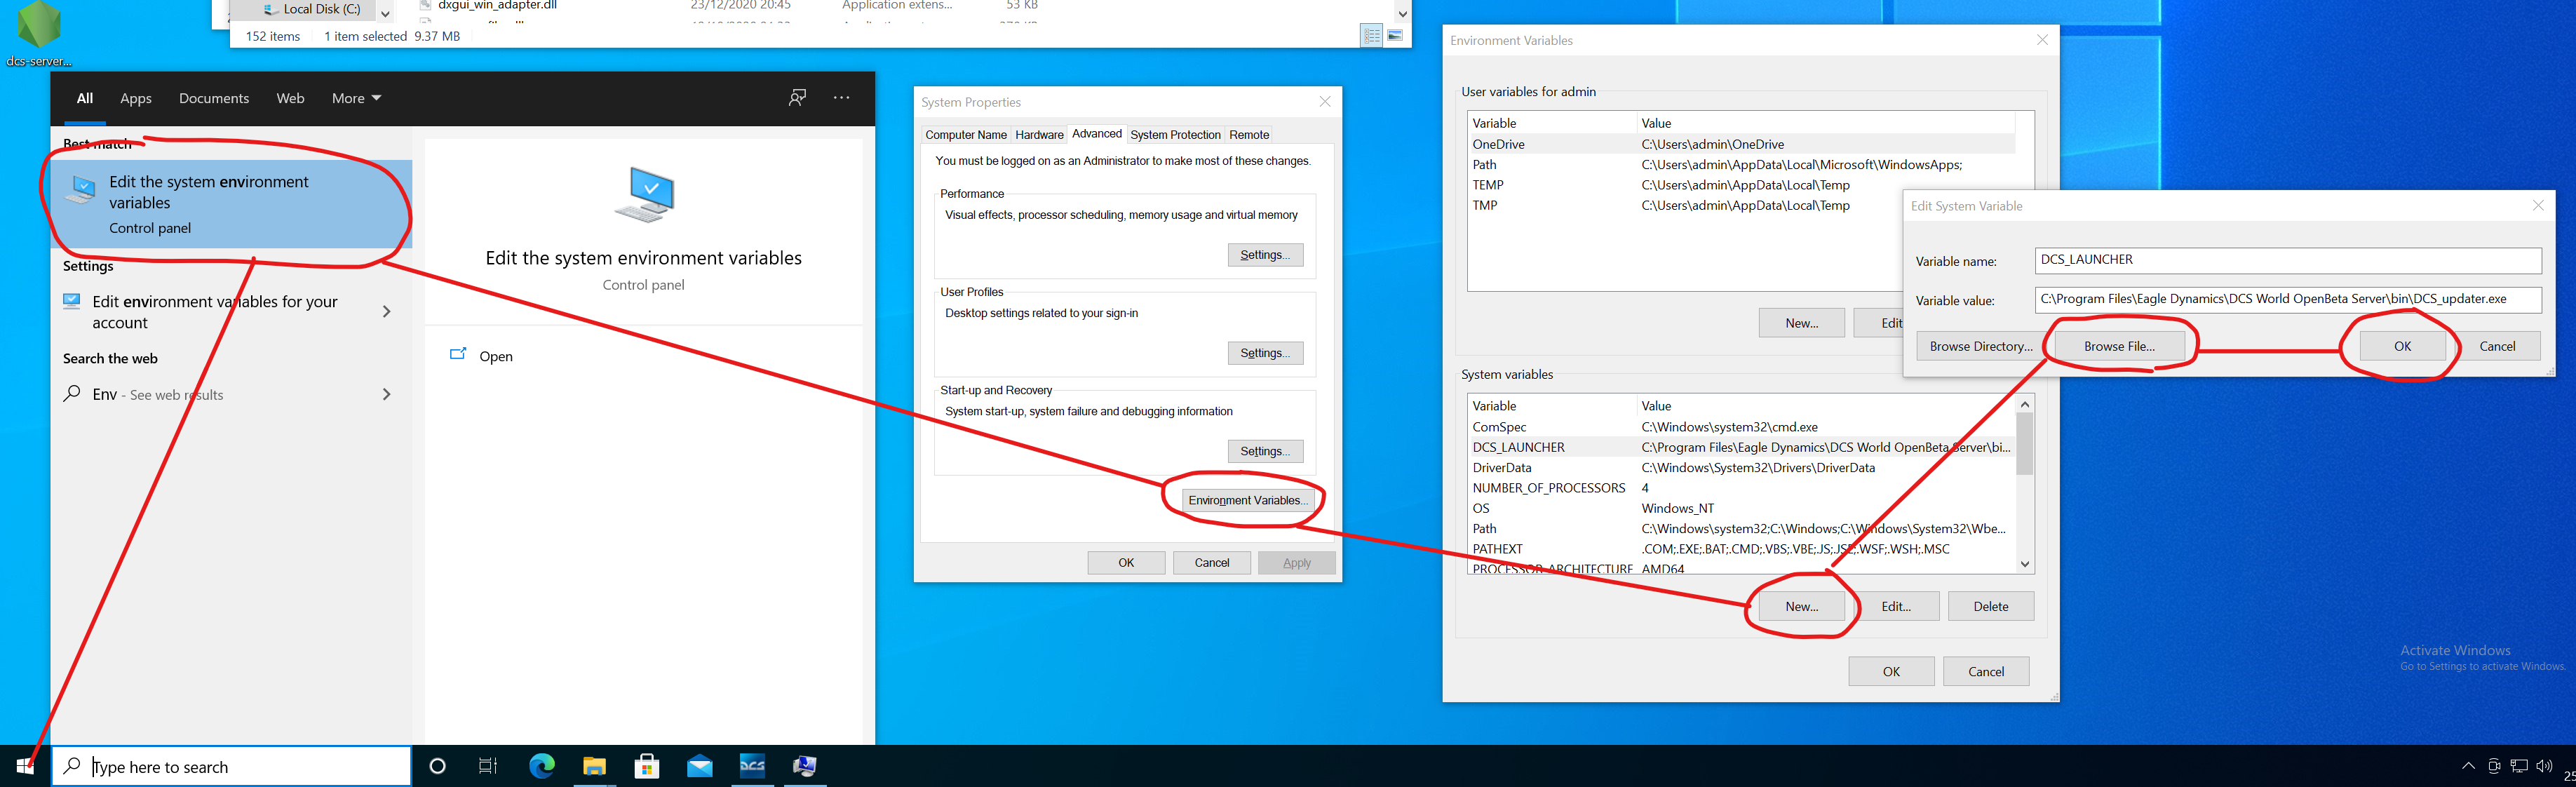 Local Disk (C:)
dxgui_win_adapter.dll
23/12/2020 20:45
Application extens...
53 KB
152 items
1 item selected 9.37 MB
dcs-server...
All
Apps
Documents
Web
More
Best match
Edit the system environment
variables
Control panel
Settings
Edit environment variables for your
account
Search the web
Env - See web results
Edit the system environment variables
Control panel
Open
System Properties
Computer Name
Hardware
Advanced
System Protection
Remote
You must be logged on as an Administrator to make most of these changes.
Performance
Visual effects, processor scheduling, memory usage and virtual memory
Settings...
User Profiles
Desktop settings related to your sign-in
Settings...
Start-up and Recovery
System start-up, system failure and debugging information
Settings...
Environment Variables...
OK
Cancel
Apply
Environment Variables
User variables for admin
Variable Value
OneDrive C:\Users\admin\OneDrive
Path C:\Users\admin\AppData\Local\Microsoft\WindowsApps;
TEMP C:\Users\admin\AppData\Local\Temp
TMP C:\Users\admin\AppData\Local\Temp
New...
Edit
System variables
Variable Value
ComSpec C:\Windows\system32\cmd.exe
DCS_LAUNCHER C:\Program Files\Eagle Dynamics\DCS World OpenBeta Server\bi...
DriverData C:\Windows\System32\Drivers\DriverData
NUMBER_OF_PROCESSORS 4
OS Windows_NT
Path C:\Windows\system32;C:\Windows;C:\Windows\System32\Wbe...
PATHEXT .COM;.EXE;.BAT;.CMD;.VBS;.VBE;.JS;.JSE;.WSF;.WSH;.MSC
PROCESSOR_ARCHITECTURE AMD64
New...
Edit...
Delete
OK
Cancel
Edit System Variable
Variable name: DCS_LAUNCHER
Variable value: C:\Program Files\Eagle Dynamics\DCS World OpenBeta Server\bin\DCS_updater.exe
Browse Directory...
Browse File...
OK
Cancel
Activate Windows
Go to Settings to activate Windows.
Type here to search
DCS
25